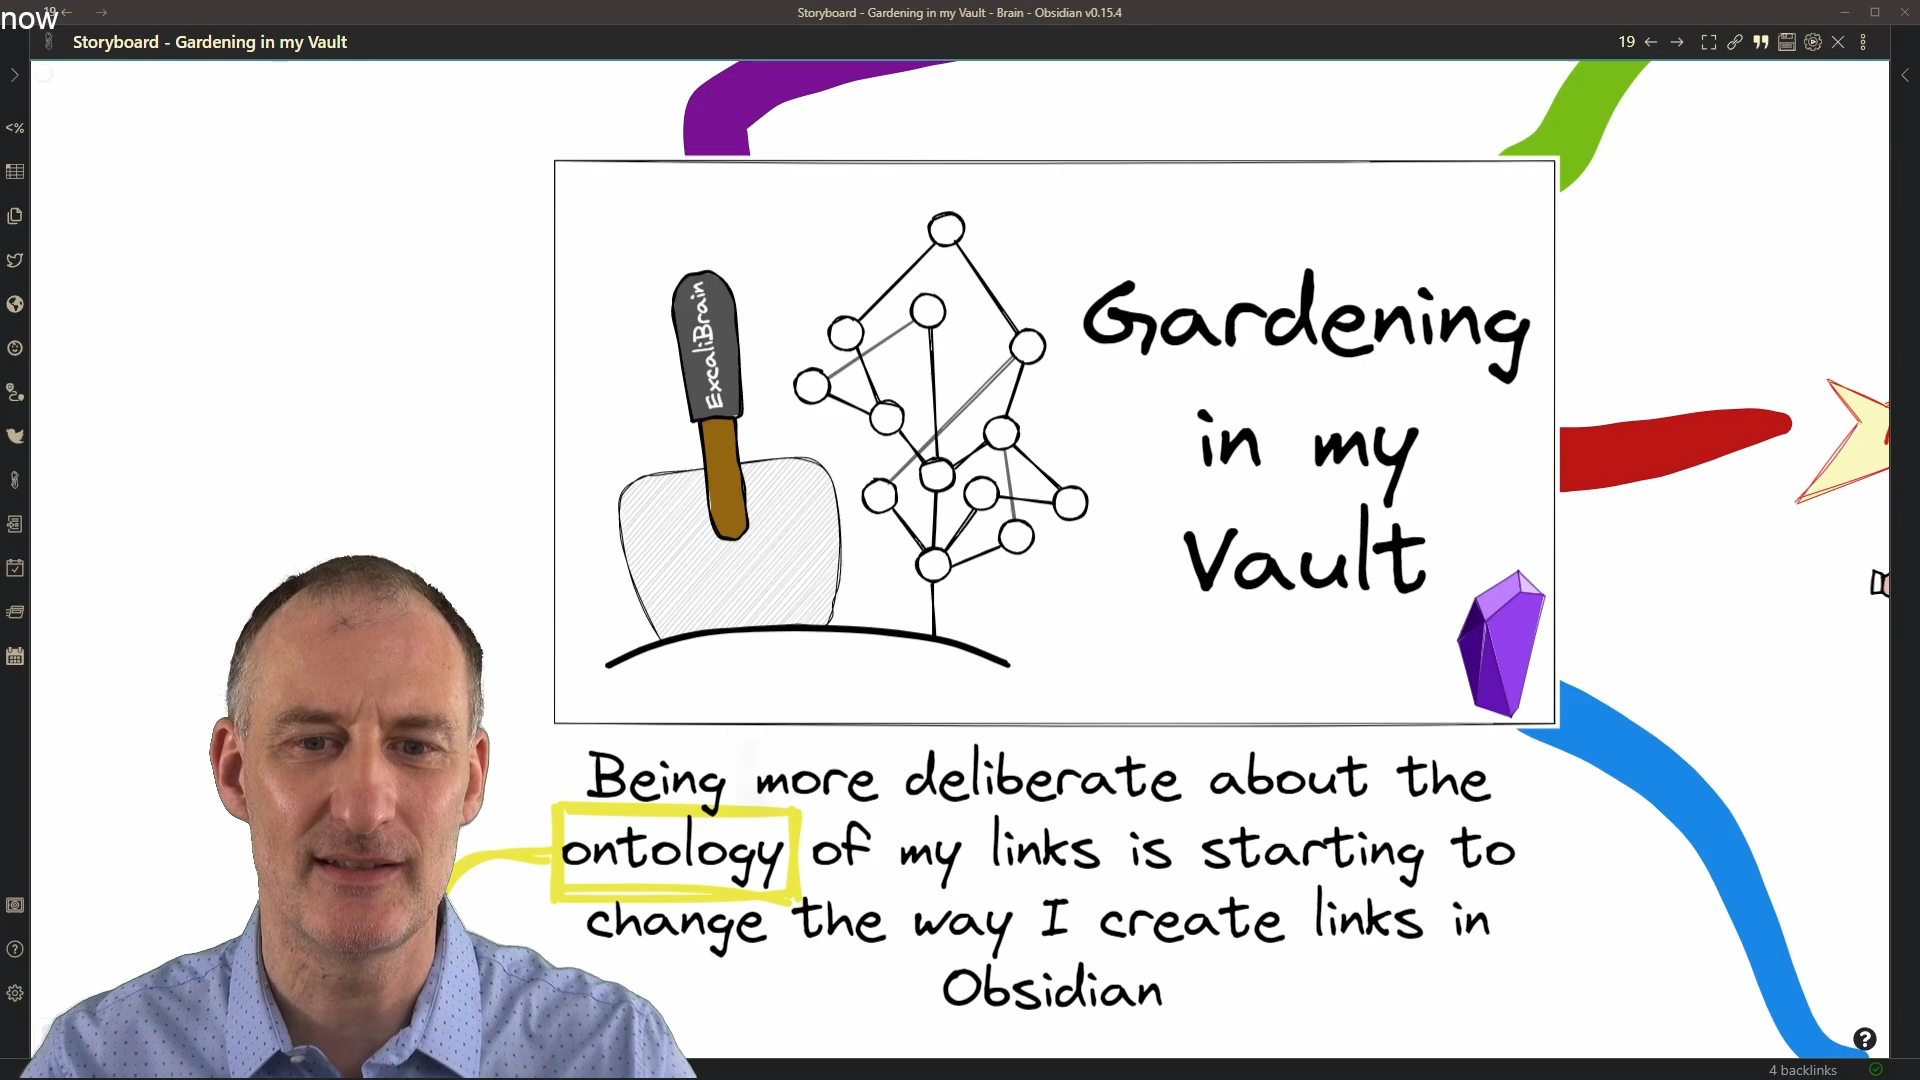 now
19
Storyboard - Gardening in my Vault - Brain - Obsidian v0.15.4
Storyboard - Gardening in my Vault
19
<%
ExcaliBrain
Gardening
in my
Vault
Being more deliberate about the
ontology of my links is starting to
change the way I create links in
Obsidian
4 backlinks